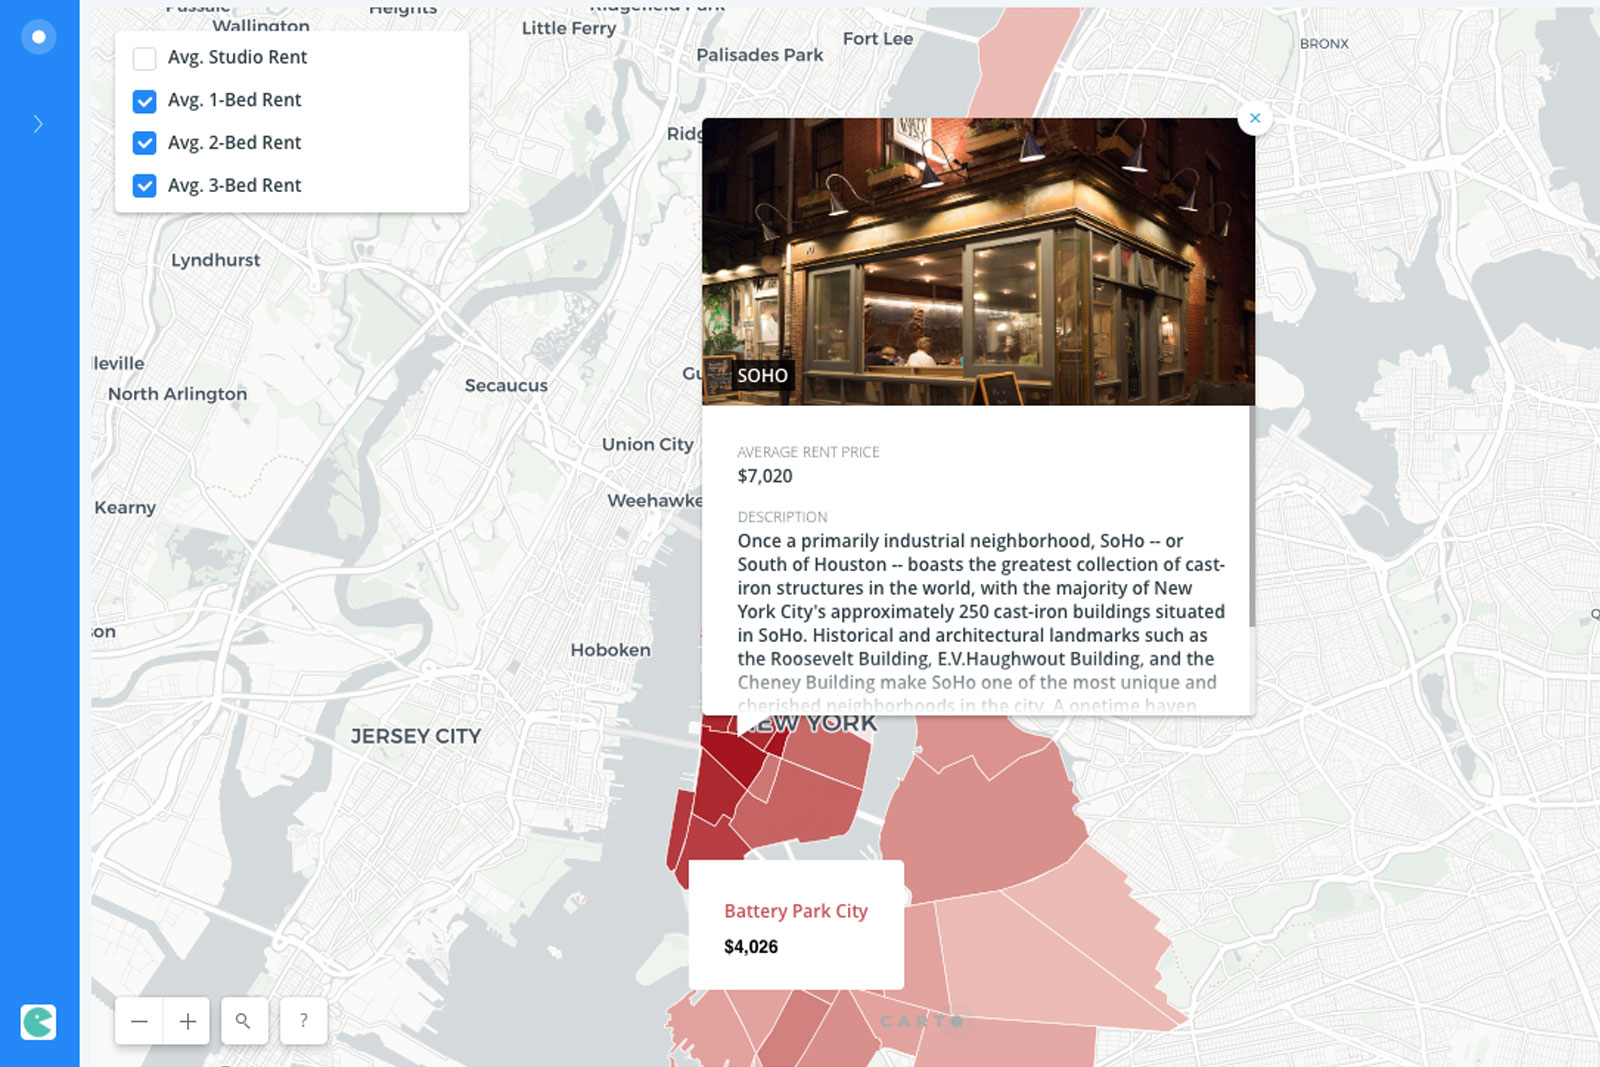 Heights
Wallington
Little Ferry
Fort Lee
BRONX
Palisades Park
Avg. Studio Rent
Avg. 1-Bed Rent
Avg. 2-Bed Rent
Avg. 3-Bed Rent
Lyndhurst
lleville
North Arlington
Secaucus
SOHO
Union City
AVERAGE RENT PRICE
$7,020
Weehawke
Kearny
DESCRIPTION
Once a primarily industrial neighborhood, SoHo -- or
South of Houston -- boasts the greatest collection of cast-
iron structures in the world, with the majority of New
York City's approximately 250 cast-iron buildings situated
in SoHo. Historical and architectural landmarks such as
the Roosevelt Building, E.V.Haughwout Building, and the
Cheney Building make SoHo one of the most unique and
cherished neighborhoods in the city. A onetime haven
Hoboken
NEW YORK
JERSEY CITY
Battery Park City
$4,026
?
CARTO